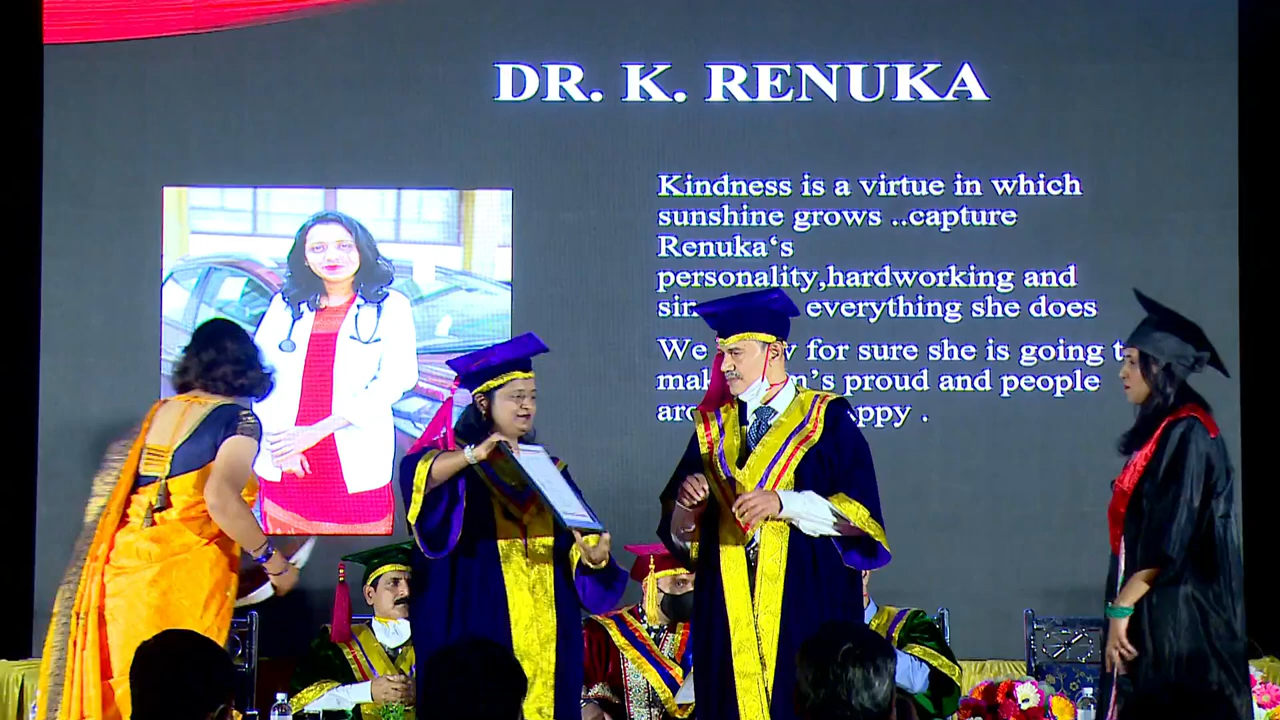 DR. K. RENUKA
Kindness is a virtue in which
sunshine grows ..capture
Renuka‘s
personality,hardworking and
everything she does
We for sure she is going
proud and people